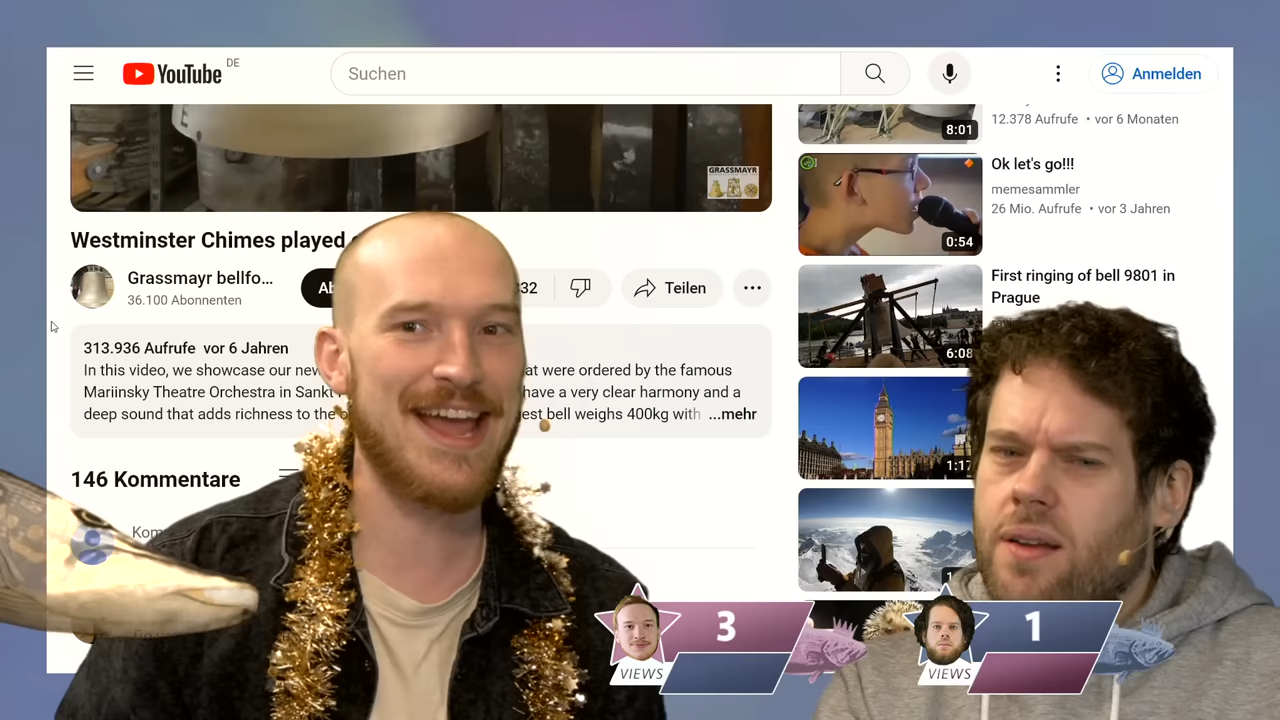 YouTube DE
Suchen
Anmelden
8:01
12.378 Aufrufe • vor 6 Monaten
GRASSMAYR
Ok let's go!!!
memesammler
26 Mio. Aufrufe • vor 3 Jahren
0:54
Westminster Chimes played
Grassmayr bellfo...
36.100 Abonnenten
Teilen
First ringing of bell 9801 in
Prague
6:08
313.936 Aufrufe vor 6 Jahren
In this video, we showcase our new at were ordered by the famous
Mariinsky Theatre Orchestra in Sankt have a very clear harmony and a
deep sound that adds richness to the est bell weighs 400kg with ...mehr
1:17
146 Kommentare
3
VIEWS
1
VIEWS